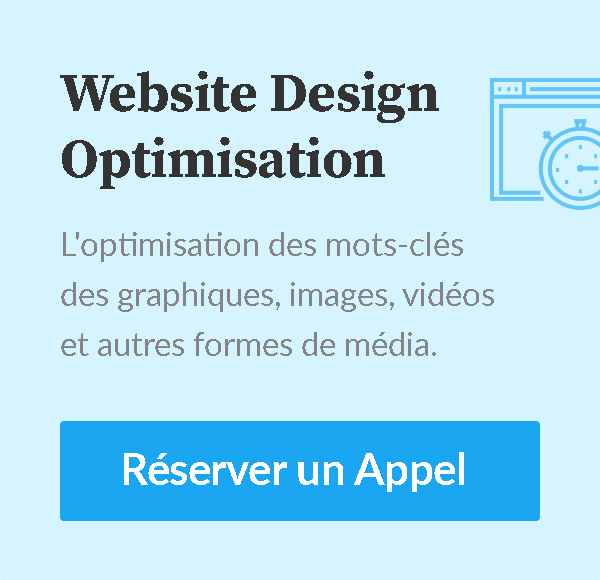 Website Design
Optimisation
L'optimisation des mots-clés
des graphiques, images, vidéos
et autres formes de média.
Réserver un Appel